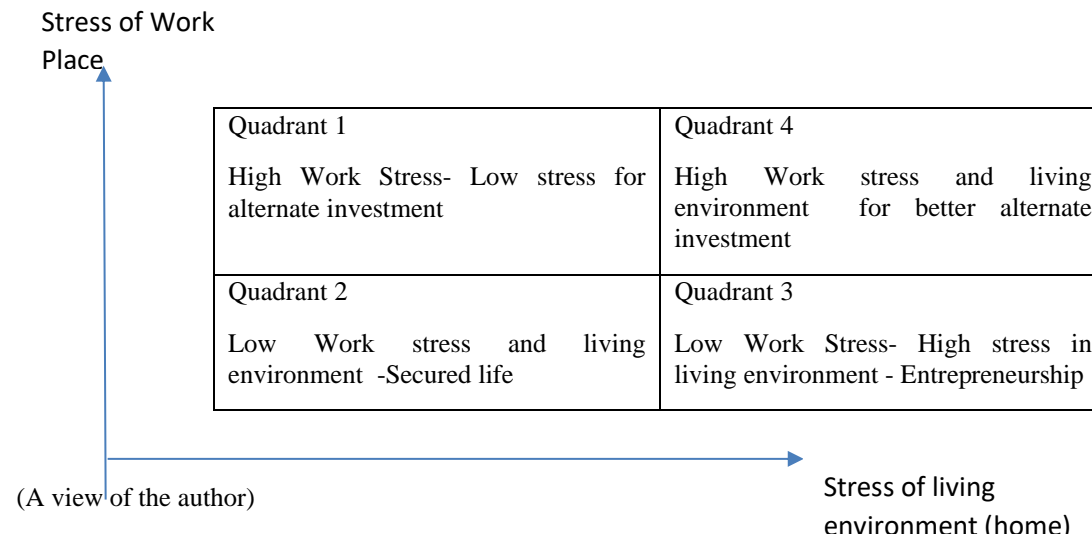 Stress of Work
Place
Quadrant 1
High Work Stress- Low stress for
alternate investment
Quadrant 4
High Work stress and living
environment for better alternate
investment
Quadrant 2
Low Work stress and living
environment -Secured life
Quadrant 3
Low Work Stress- High stress in
living environment - Entrepreneurship
(A view of the author)
Stress of living
environment (home)